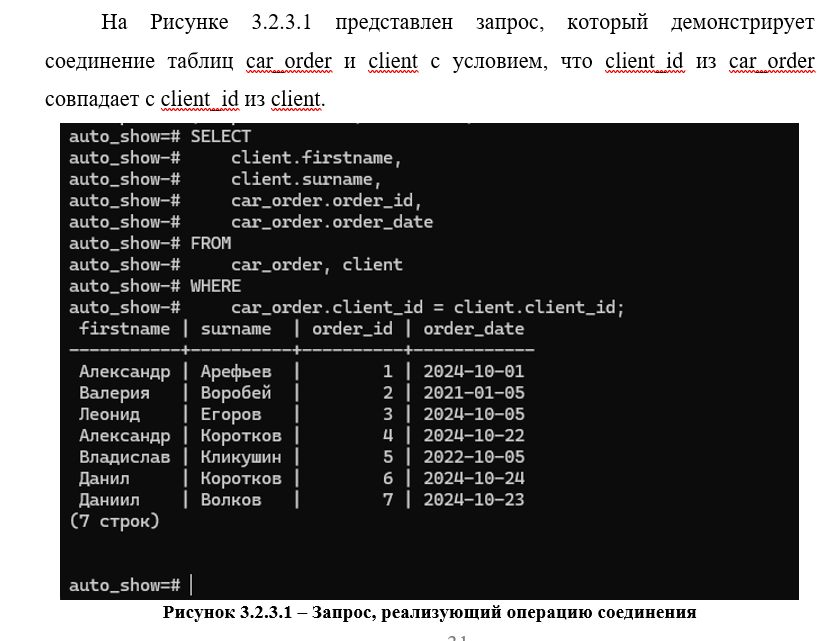 На Рисунке 3.2.3.1 представлен запрос, который демонстрирует
соединение таблиц car_order и client с условием, что client_id из car_order
совпадает с client_id из client.
auto_show=# SELECT
auto_show-#     client.firstname,
auto_show-#     client.surname,
auto_show-#     car_order.order_id,
auto_show-#     car_order.order_date
auto_show-# FROM
auto_show-#     car_order, client
auto_show-# WHERE
auto_show-#     car_order.client_id = client.client_id;
 firstname | surname  | order_id | order_date
-----------+----------+----------+------------
 Александр | Арефьев  |        1 | 2024-10-01
 Валерия   | Воробей  |        2 | 2021-01-05
 Леонид    | Егоров   |        3 | 2024-10-05
 Александр | Коротков |        4 | 2024-10-22
 Владислав | Кликушин |        5 | 2022-10-05
 Данил     | Коротков |        6 | 2024-10-24
 Даниил    | Волков   |        7 | 2024-10-23
(7 строк)
auto_show=#
Рисунок 3.2.3.1 – Запрос, реализующий операцию соединения